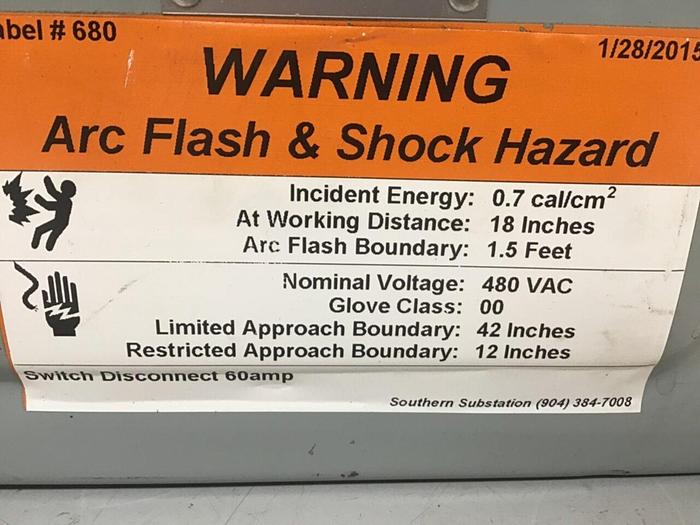 abel # 680
1/28/2015
WARNING
Arc Flash & Shock Hazard
Incident Energy: 0.7 cal/cm²
At Working Distance: 18 Inches
Arc Flash Boundary: 1.5 Feet
Nominal Voltage: 480 VAC
Glove Class: 00
Limited Approach Boundary: 42 Inches
Restricted Approach Boundary: 12 Inches
Switch Disconnect 60amp
Southern Substation (904) 384-7008